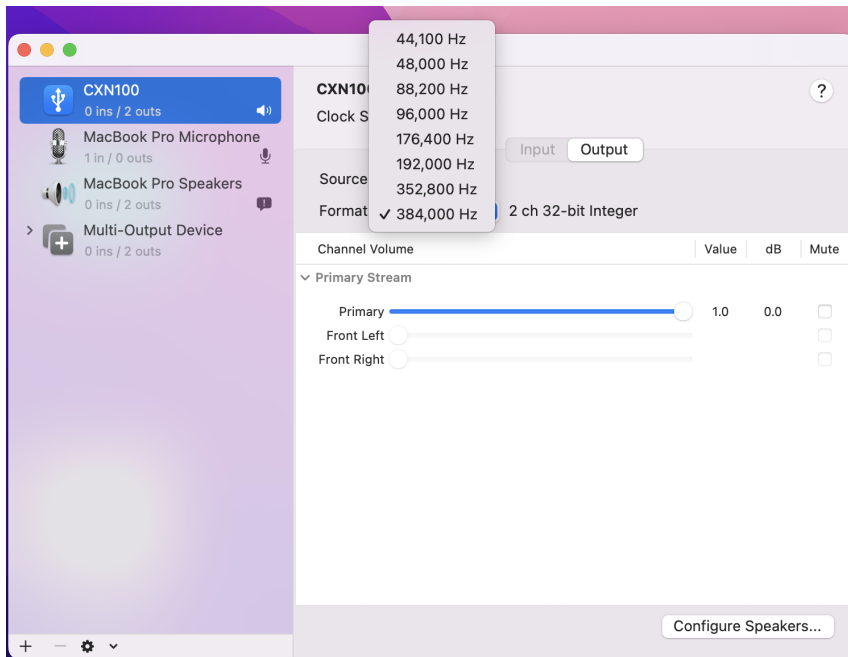 CXN100
0 ins / 2 outs
MacBook Pro Microphone
1 in / 0 outs
MacBook Pro Speakers
0 ins / 2 outs
Multi-Output Device
0 ins / 2 outs
44,100 Hz
48,000 Hz
88,200 Hz
96,000 Hz
176,400 Hz
192,000 Hz
352,800 Hz
✓ 384,000 Hz
CXN10
?
Clock S
Input Output
Source
Format 2 ch 32-bit Integer
Channel Volume Value dB Mute
Primary Stream
Primary 1.0 0.0
Front Left
Front Right
Configure Speakers...